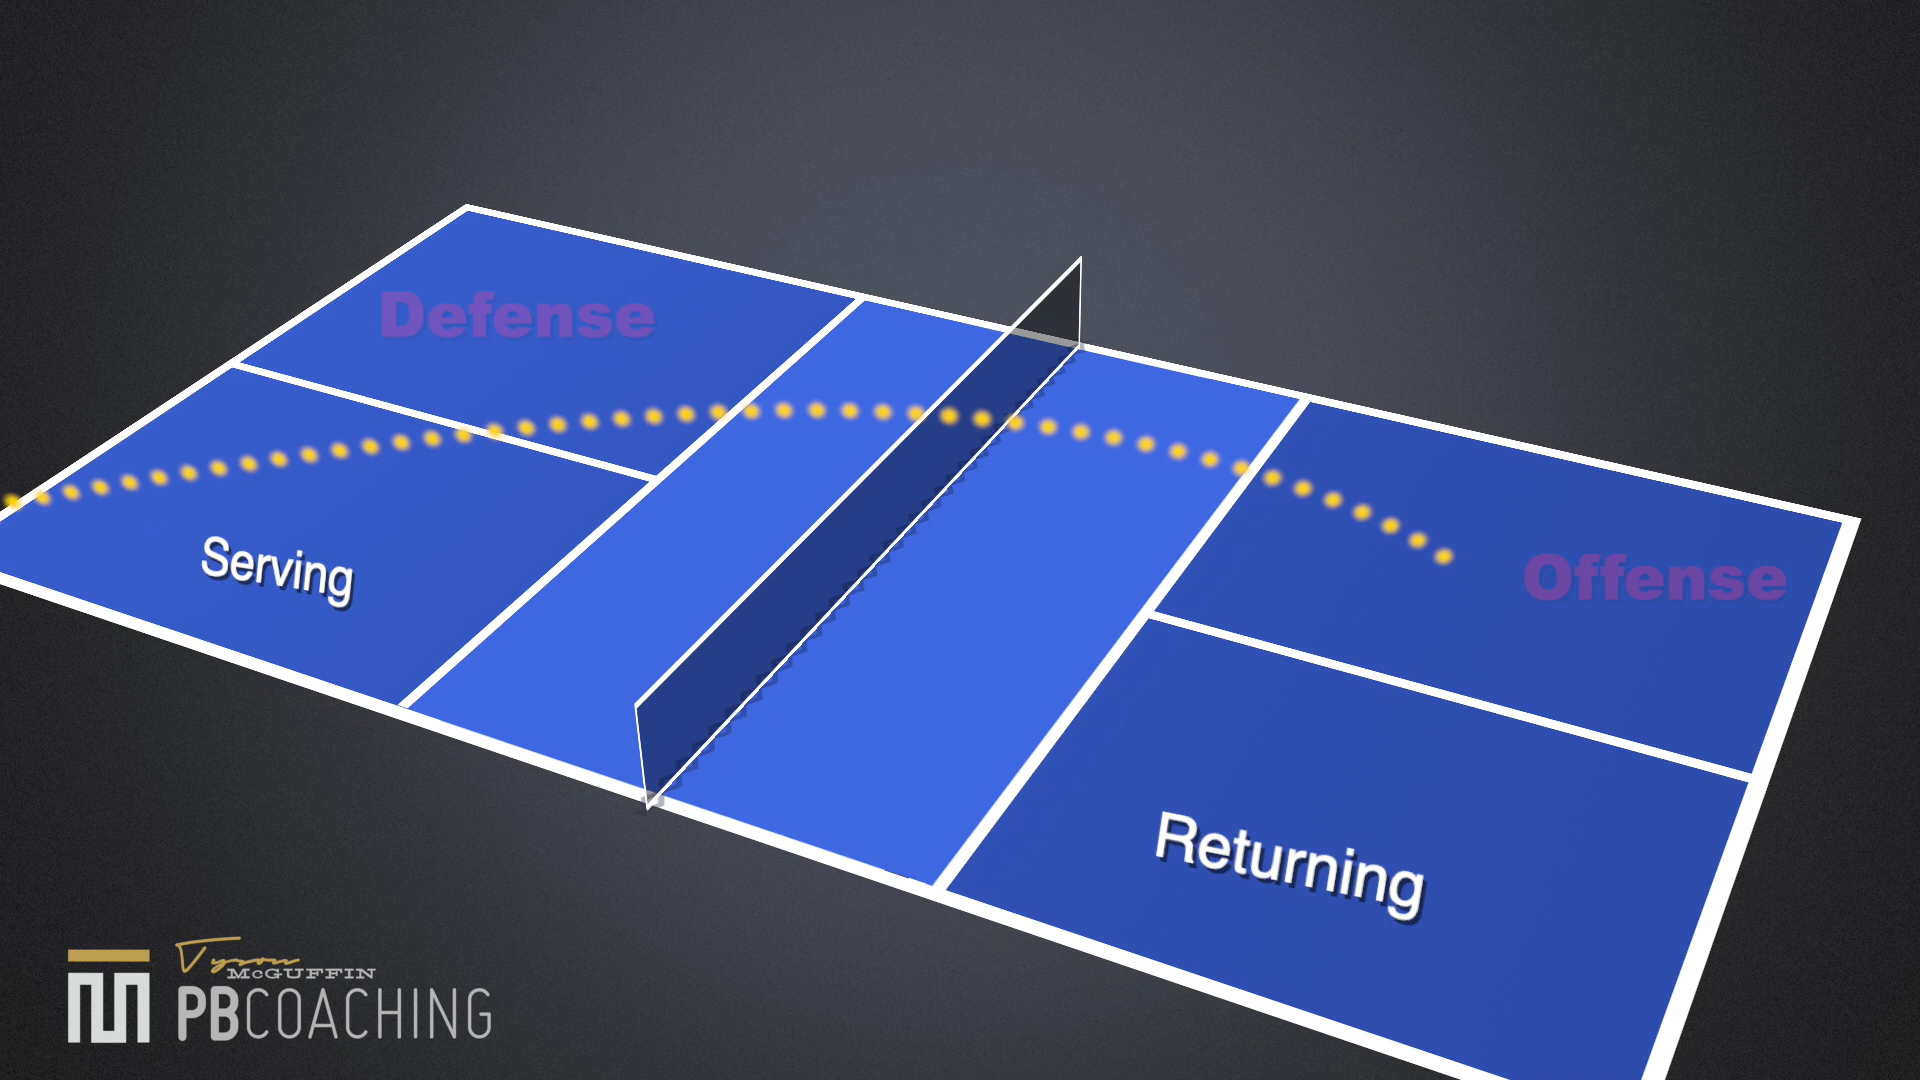 Defense
Serving
Offense
Returning
Tyson
McGUFFIN
PBCOACHING